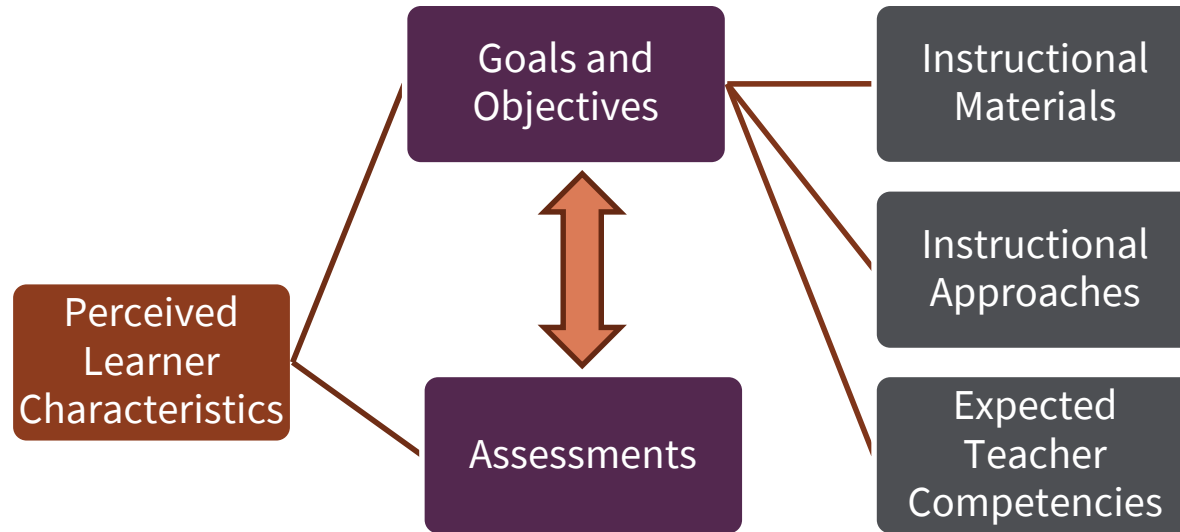 Goals and
Objectives
Instructional
Materials
Instructional
Approaches
Perceived
Learner
Characteristics
Assessments
Expected
Teacher
Competencies